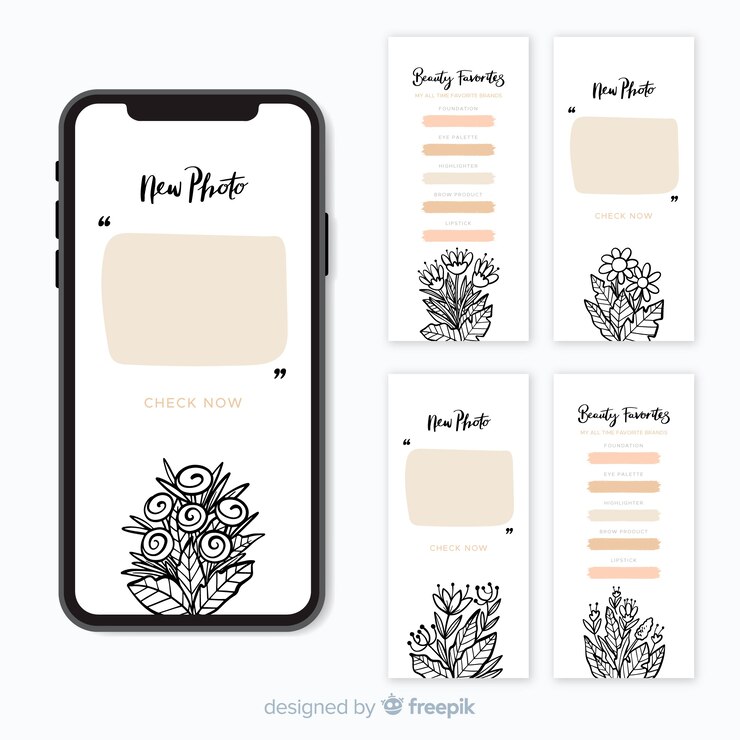 New Photo
“
”
CHECK NOW
Beauty Favorites
MY ALL TIME FAVORITE BRANDS
FOUNDATION
EYE PALETTE
HIGHLIGHTER
BROW PRODUCT
LIPSTICK
New Photo
“
”
CHECK NOW
New Photo
“
”
CHECK NOW
Beauty Favorites
MY ALL TIME FAVORITE BRANDS
FOUNDATION
EYE PALETTE
HIGHLIGHTER
BROW PRODUCT
LIPSTICK
designed by freepik